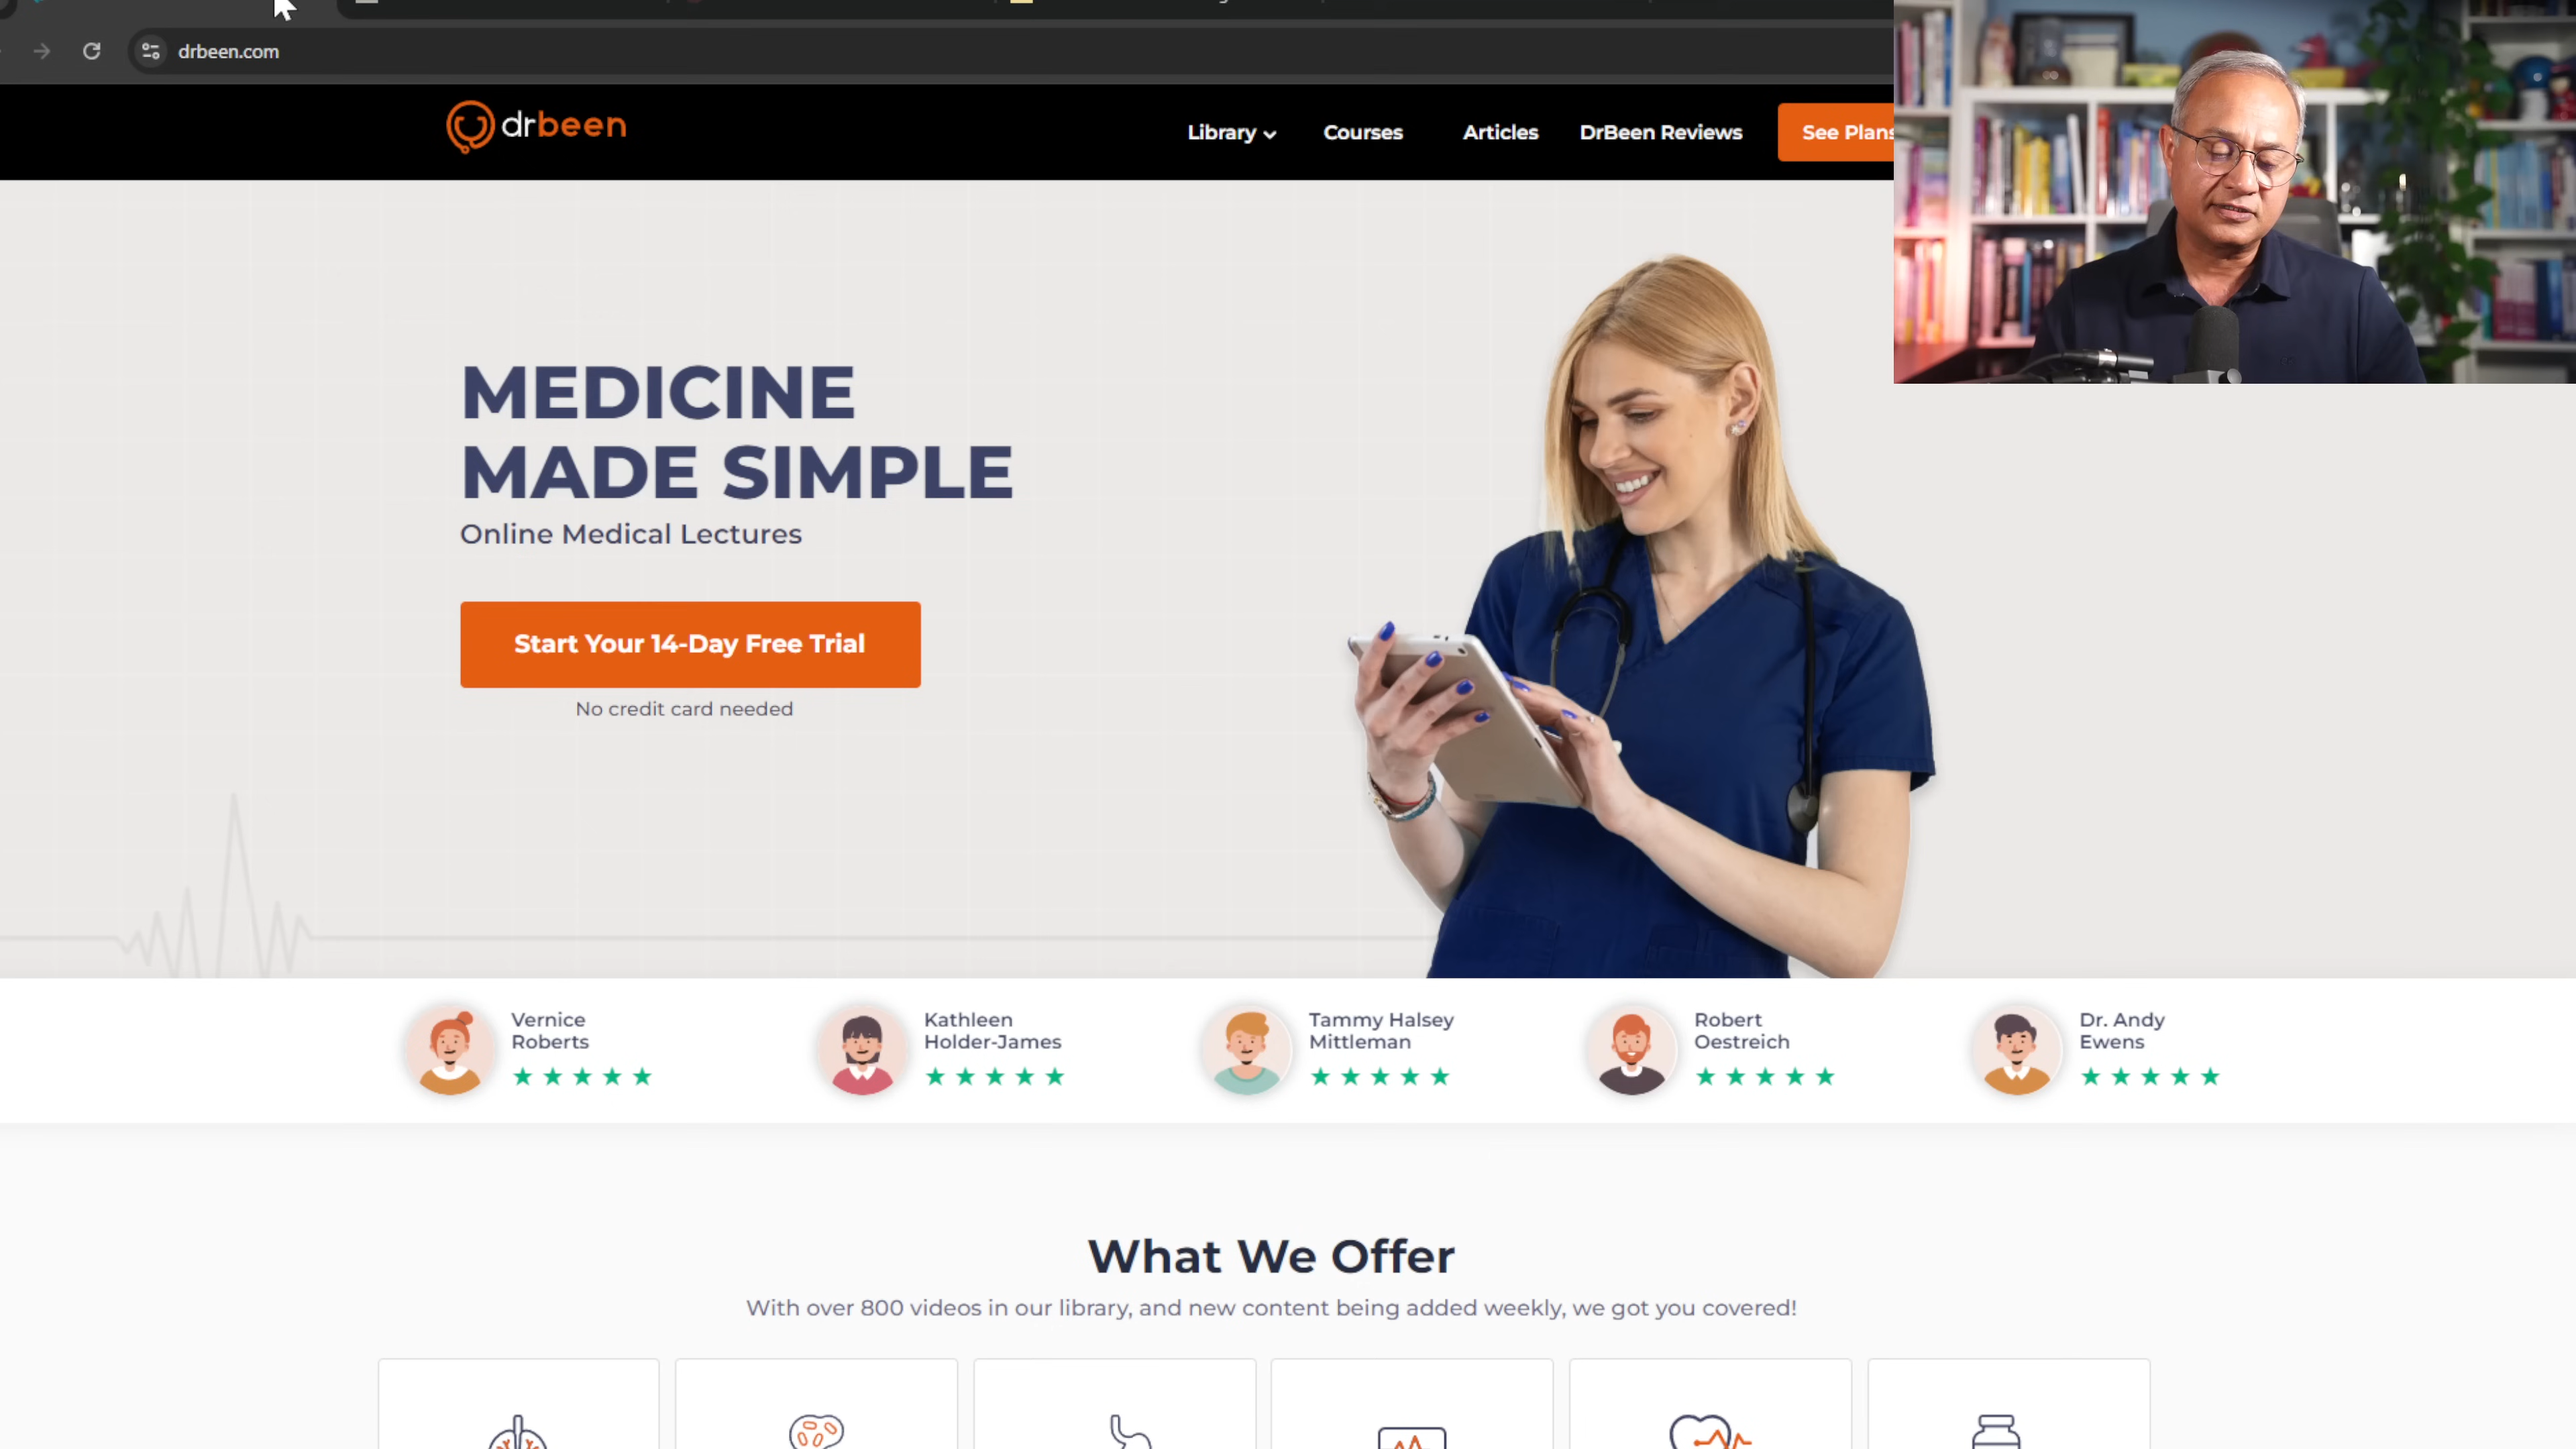 drbeen.com
drbeen
Library
Courses
Articles
DrBeen Reviews
See Plans
MEDICINE
MADE SIMPLE
Online Medical Lectures
Start Your 14-Day Free Trial
No credit card needed
Vernice
Roberts
Kathleen
Holder-James
Tammy Halsey
Mittleman
Robert
Oestreich
Dr. Andy
Ewens
What We Offer
With over 800 videos in our library, and new content being added weekly, we got you covered!